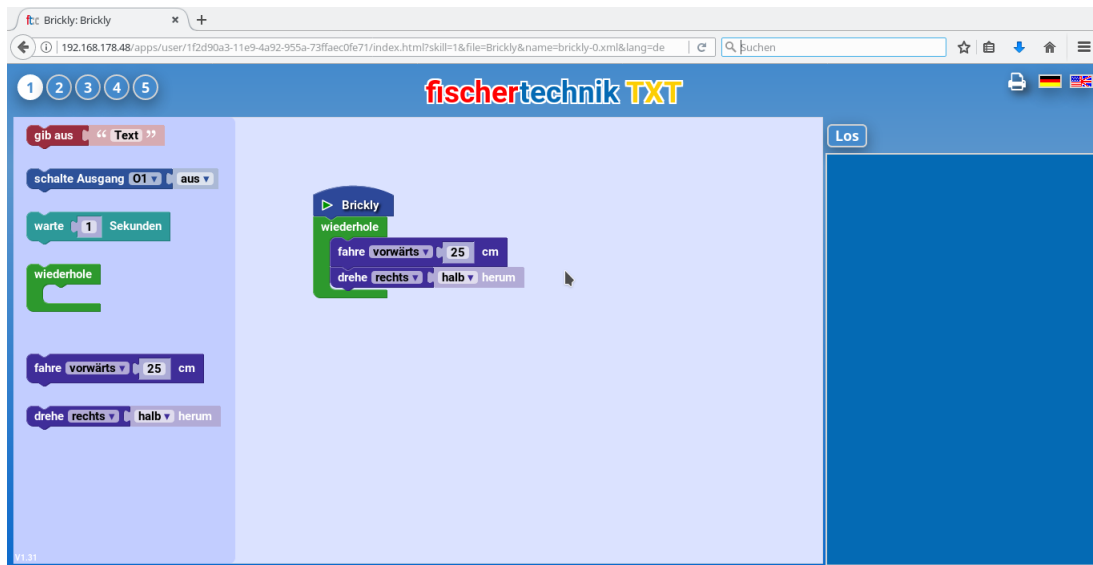 ftc Brickly: Brickly
192.168.178.48/apps/user/1f2d90a3-11e9-4a92-955a-73ffaec0fe71/index.html?skill=1&file=Brickly&name=brickly-0.xml&lang=de
Suchen
1 2 3 4 5
fischertechnik TXT
gib aus “ Text ”
Los
schalte Ausgang O1 aus
Brickly
warte 1 Sekunden
wiederhole
fahre vorwärts 25 cm
wiederhole
drehe rechts halb herum
fahre vorwärts 25 cm
drehe rechts halb herum
V1.31